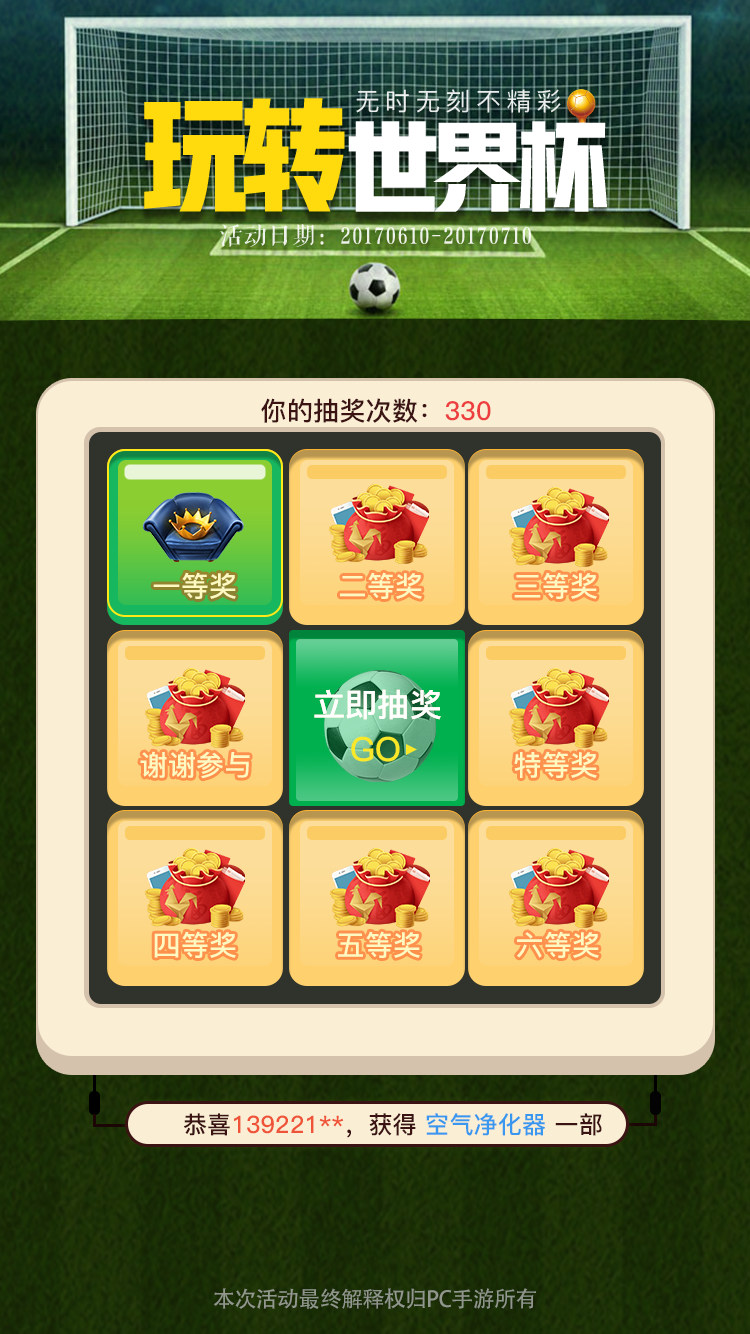 无时无刻不精彩
玩转世界杯
活动日期：20170610-20170710
你的抽奖次数：330
一等奖
二等奖
三等奖
谢谢参与
立即抽奖
GO
特等奖
四等奖
五等奖
六等奖
恭喜139221**，获得 空气净化器 一部
本次活动最终解释权归PC手游所有